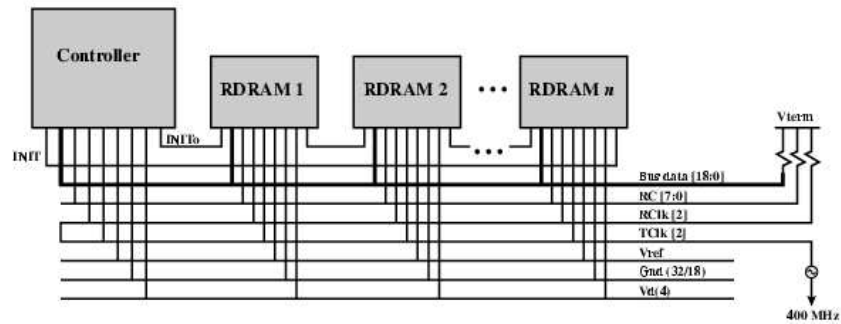 Controller
RDRAM 1
RDRAM 2
RDRAM n
Vterm
INIT
INITo
Bus data [18:0]
RC [7:0]
RClk [2]
TClk [2]
Vref
Gnd (32/18)
Vd(4)
400 MHz